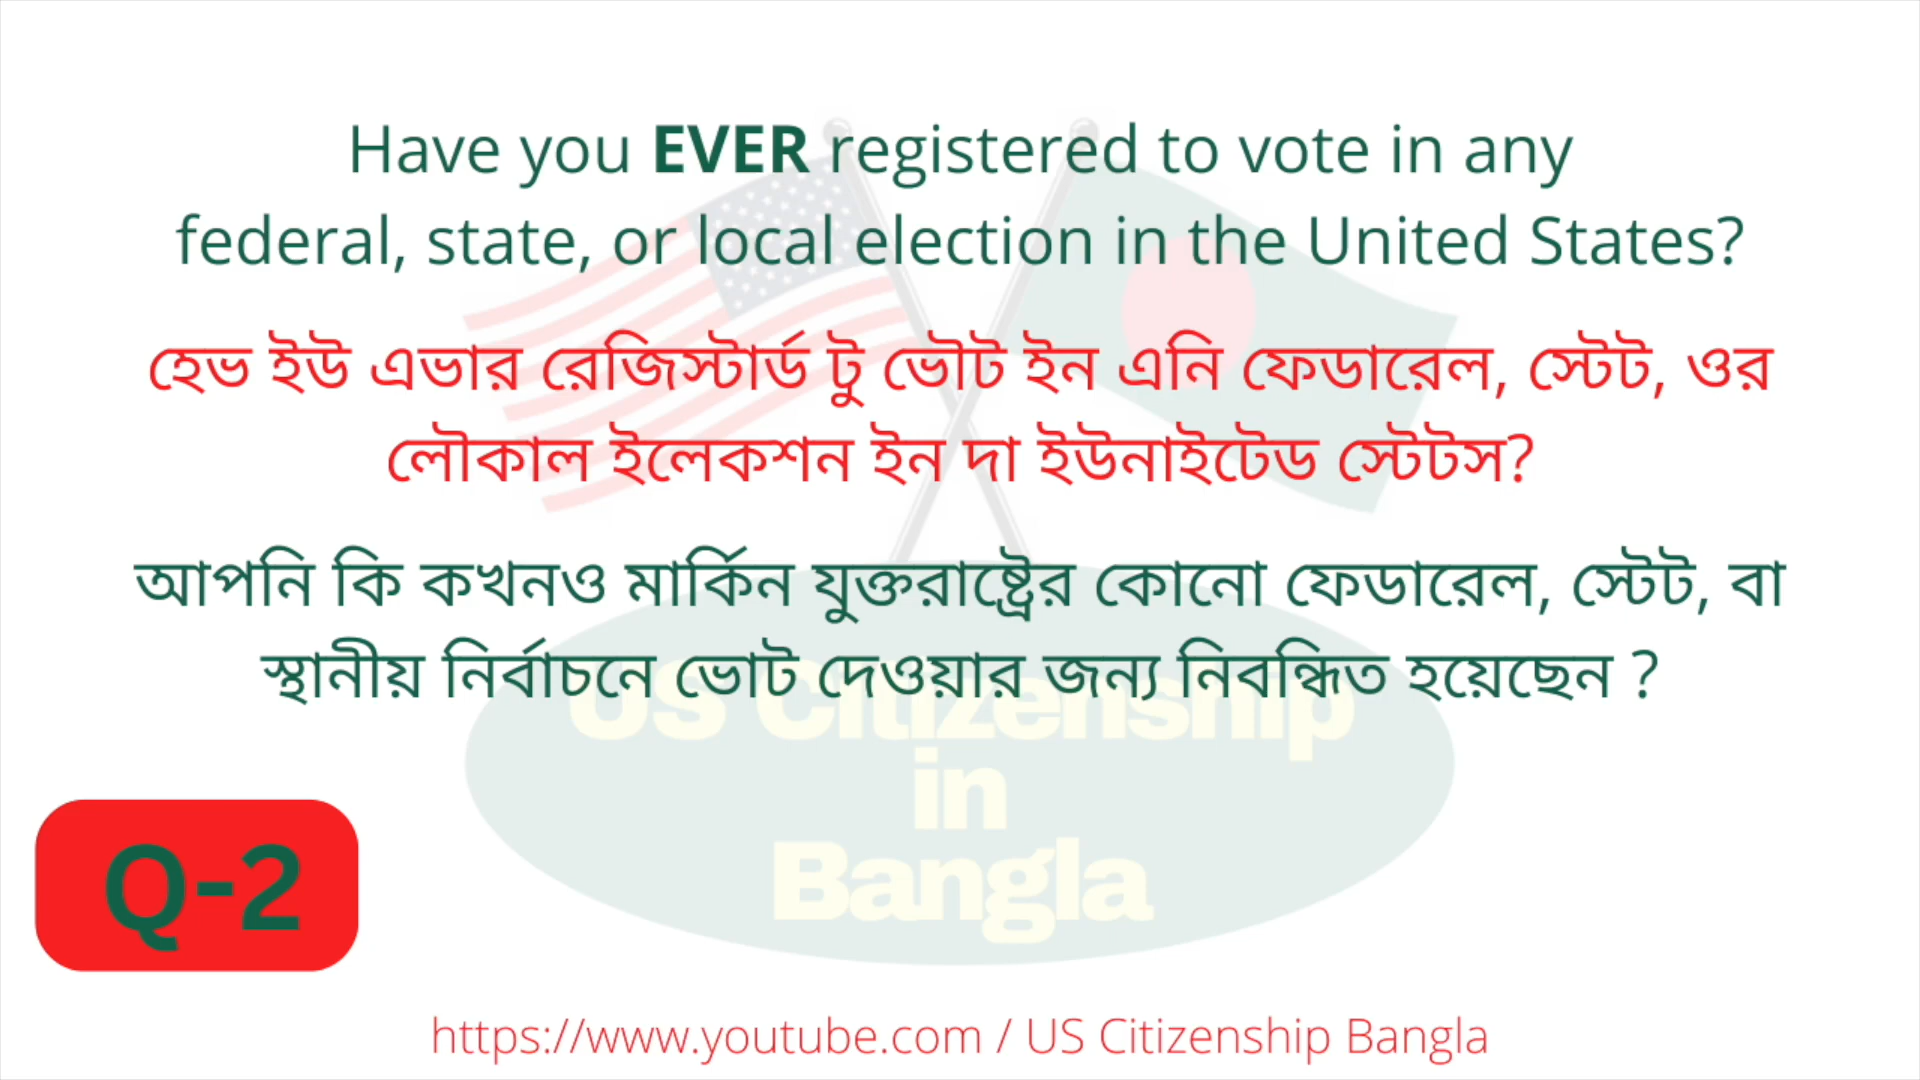 Have you EVER registered to vote in any
federal, state, or local election in the United States?
হেভ ইউ এভার রেজিস্টার্ড টু ভৌট ইন এনি ফেডারেল, স্টেট, ওর
লৌকাল ইলেকশন ইন দা ইউনাইটেড স্টেটস?
আপনি কি কখনও মার্কিন যুক্তরাষ্ট্রের কোনো ফেডারেল, স্টেট, বা
স্থানীয় নির্বাচনে ভোট দেওয়ার জন্য নিবন্ধিত হয়েছেন ?
US Citizenship
in
Bangla
Q-2
https://www.youtube.com / US Citizenship Bangla